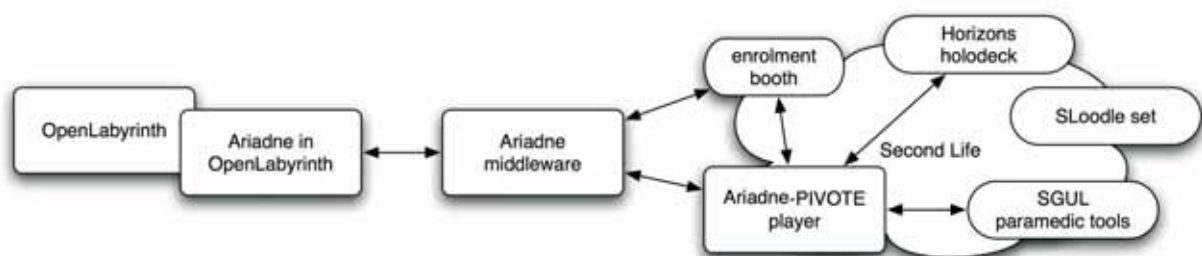 OpenLabyrinth
Ariadne in
OpenLabyrinth
Ariadne
middleware
enrolment
booth
Horizons
holodeck
SLoodle set
Second Life
Ariadne-PIVOTE
player
SGUL
paramedic tools